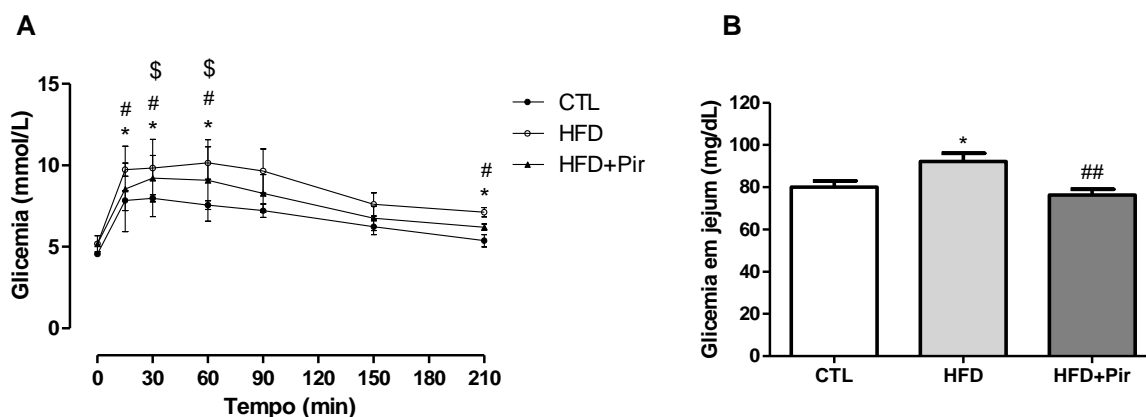 A
Glicemia (mmol/L)
15
10
5
0
$ $
# # # #
* * * *
CTL
HFD
HFD+Pir
0 30 60 90 120 150 180 210
Tempo (min)
B
Glicemia em jejum (mg/dL)
120
100
80
60
40
20
0
*
##
CTL HFD HFD+Pir